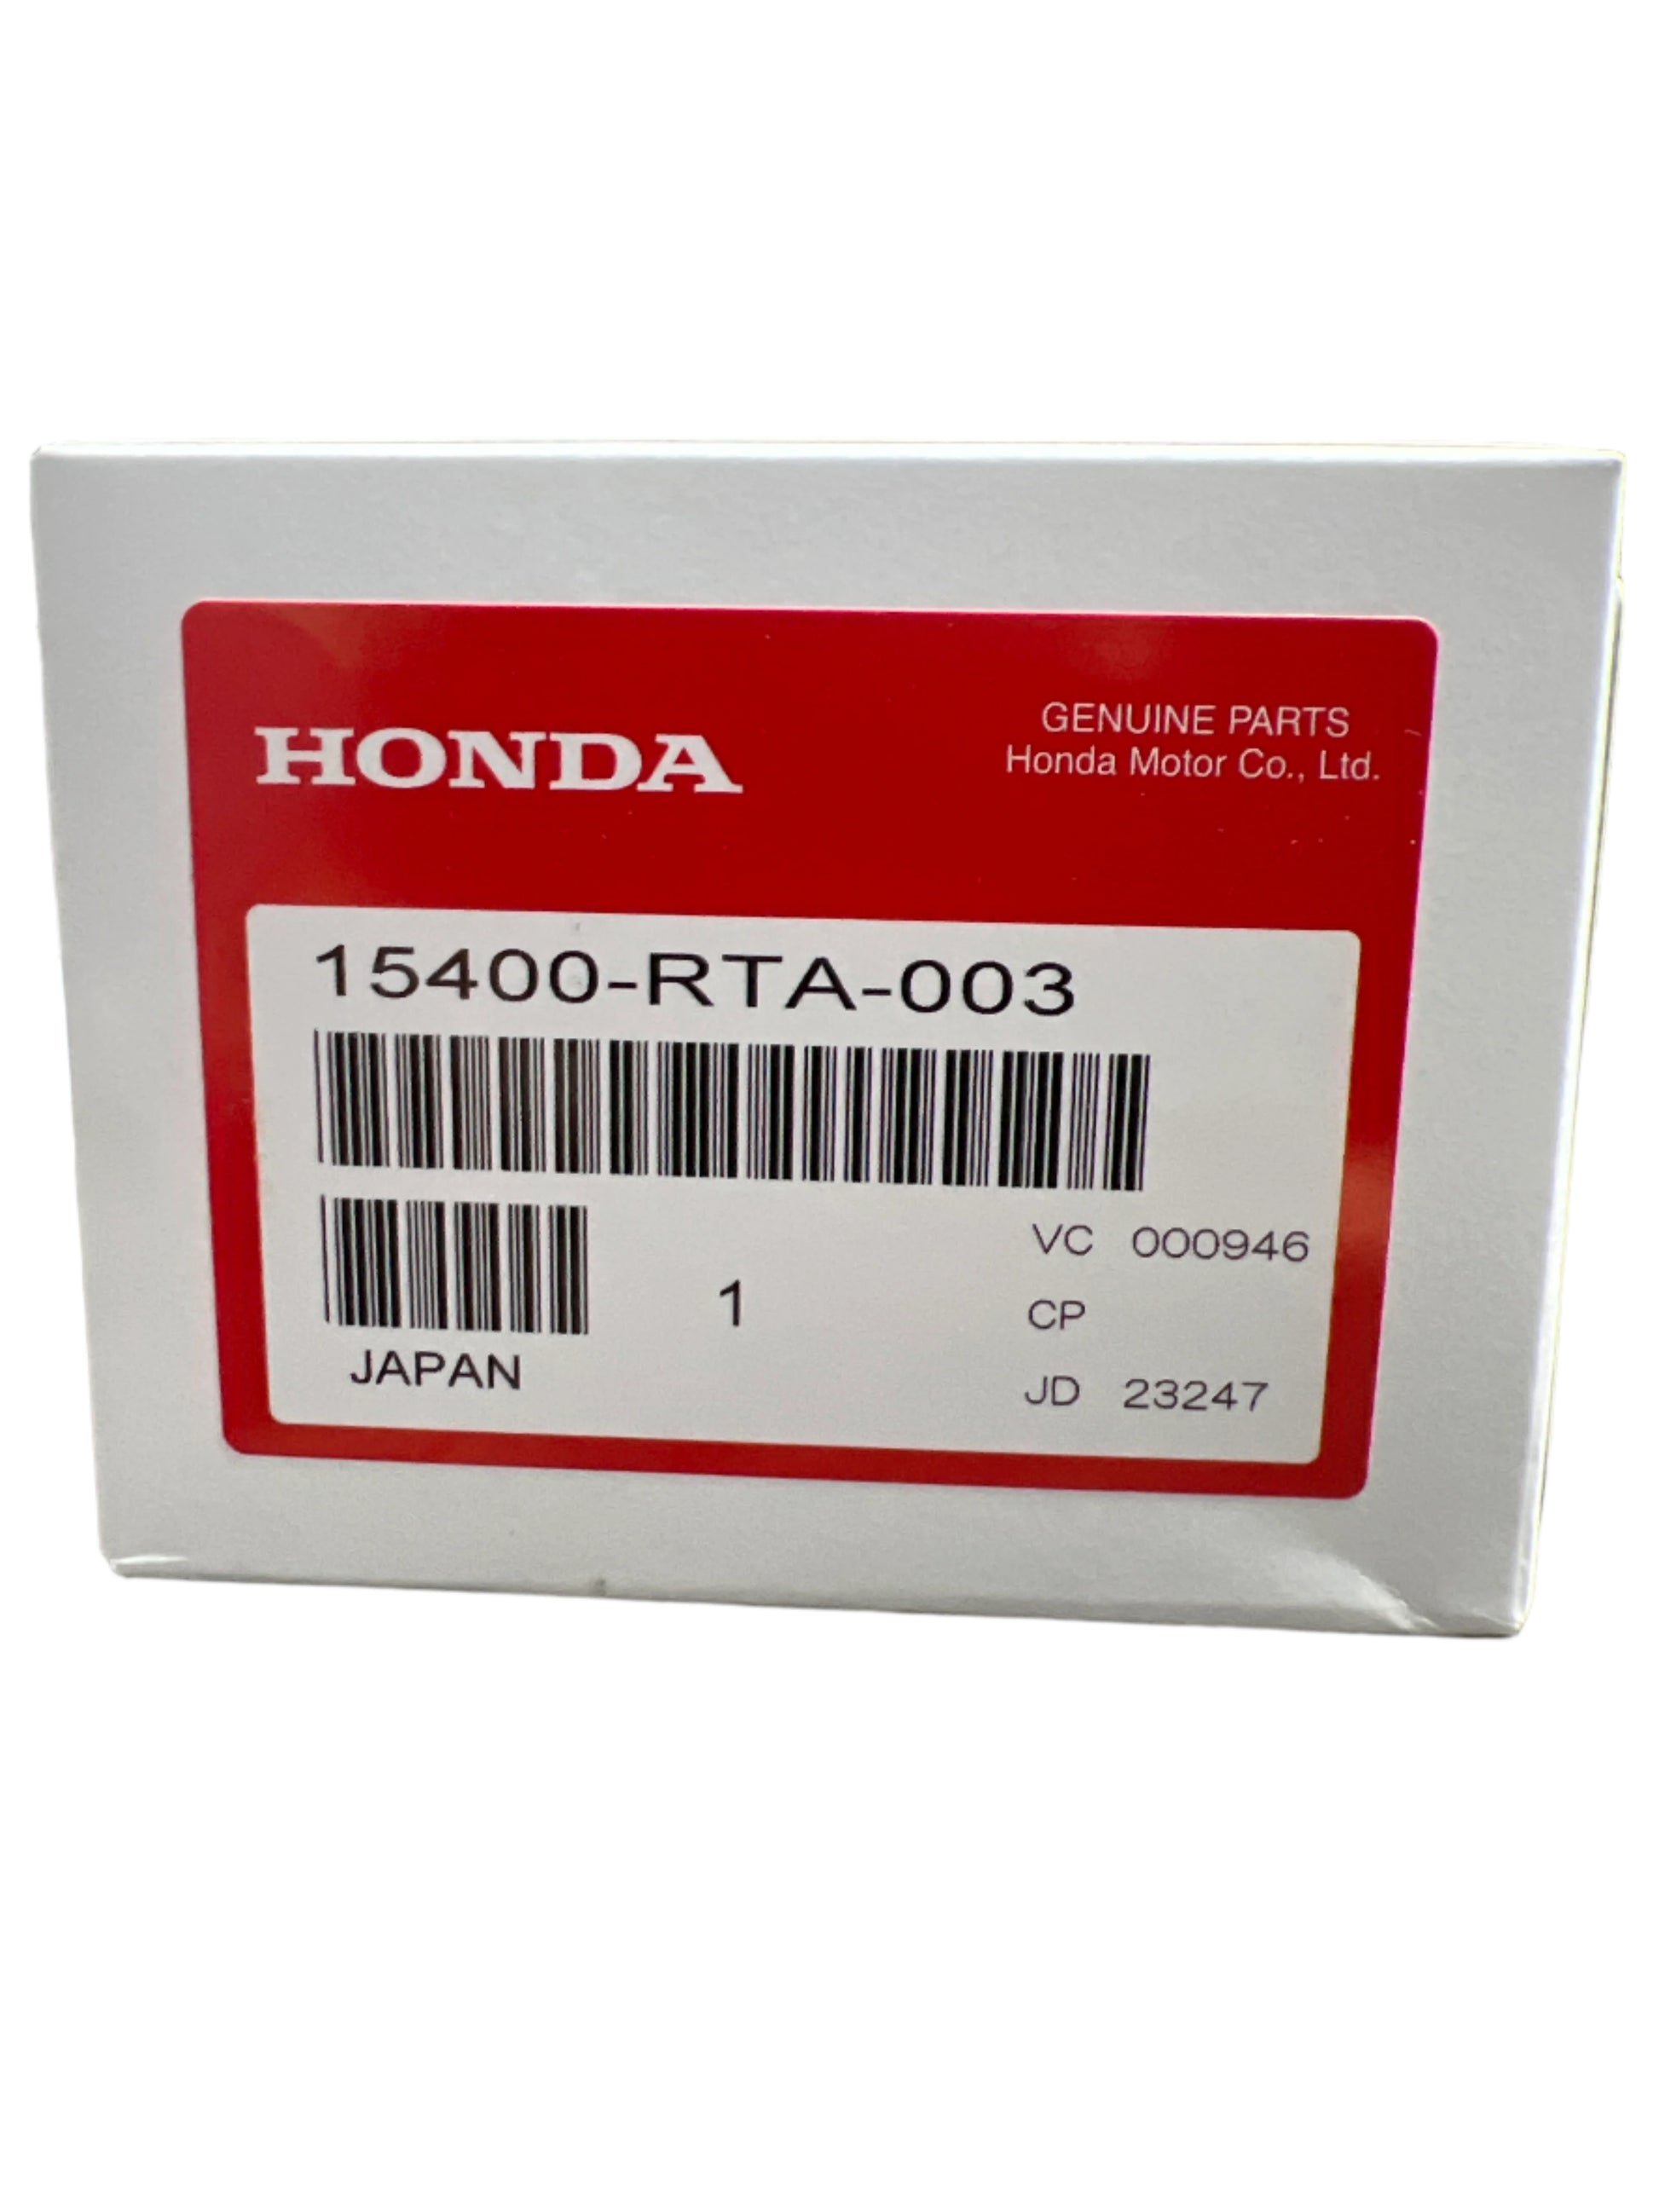 HONDA
GENUINE PARTS
Honda Motor Co., Ltd.
15400-RTA-003
VC 000946
1
CP
JAPAN
JD 23247